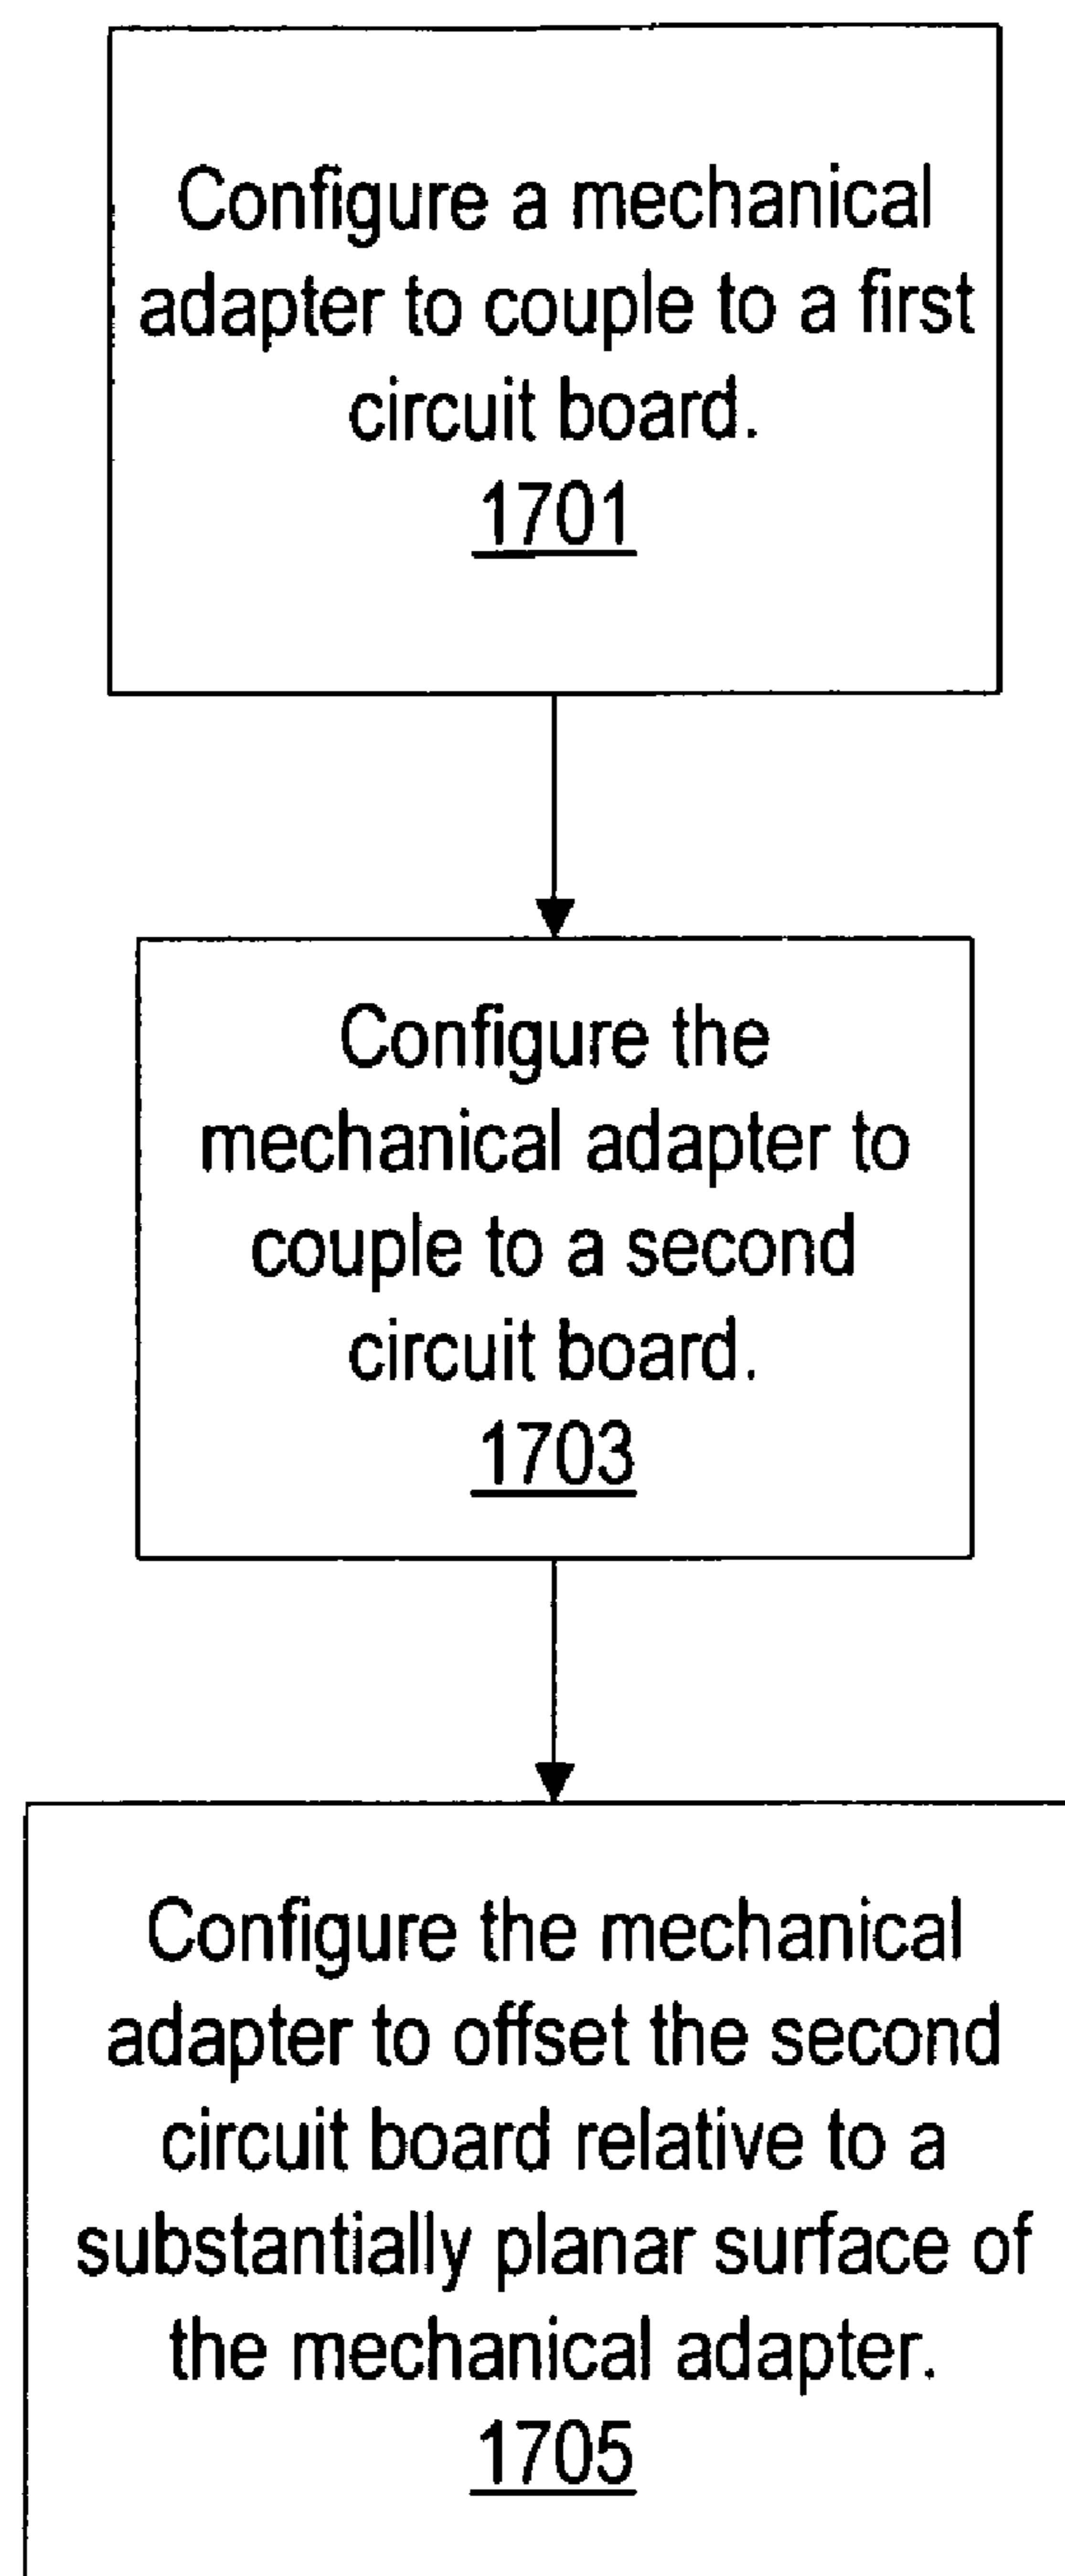 Configure a mechanical
adapter to couple to a first
circuit board.
1701
Configure the
mechanical adapter to
couple to a second
circuit board.
1703
Configure the mechanical
adapter to offset the second
circuit board relative to a
substantially planar surface of
the mechanical adapter.
1705